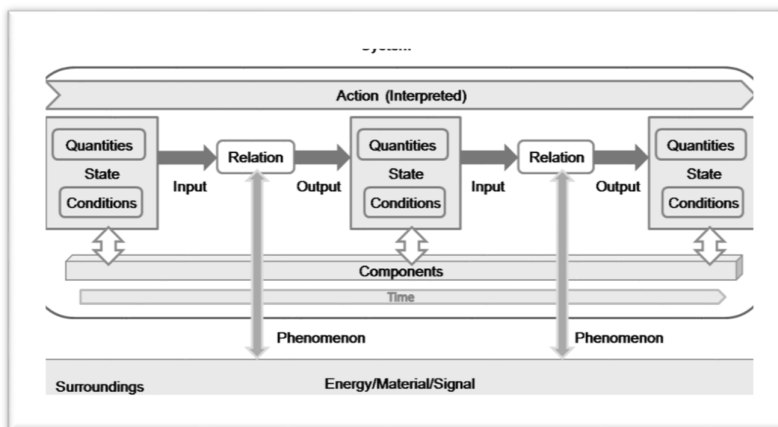 Action (Interpreted)
Quantities
State
Conditions
Input
Relation
Output
Quantities
State
Conditions
Input
Relation
Output
Quantities
State
Conditions
Components
Time
Phenomenon
Phenomenon
Surroundings
Energy/Material/Signal